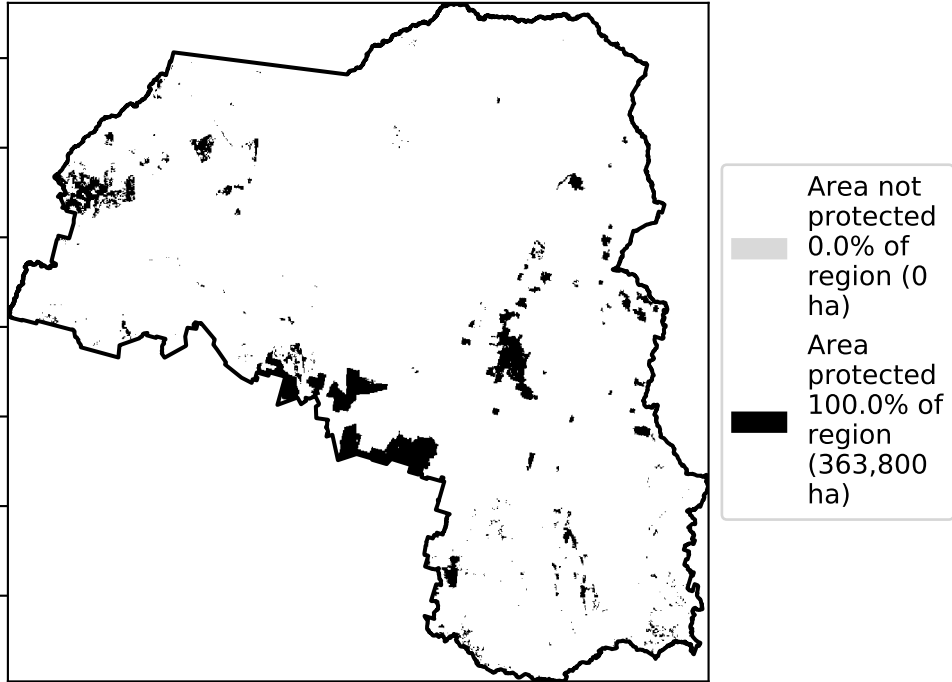 Area not
protected
0.0% of
region (0
ha)
Area
protected
100.0% of
region
(363,800
ha)